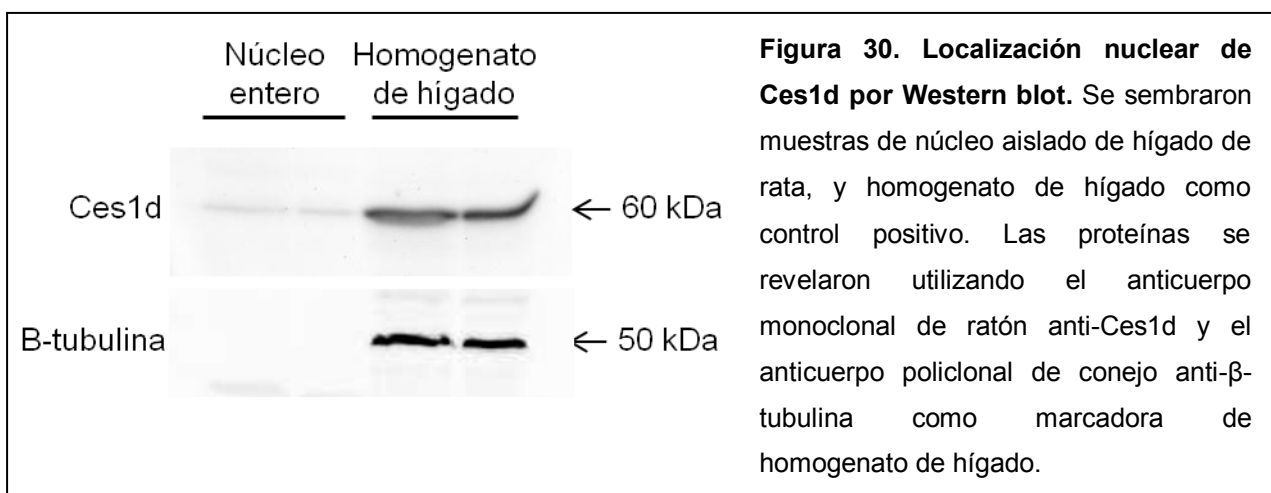 Núcleo entero
Homogenato de hígado
Ces1d
← 60 kDa
B-tubulina
← 50 kDa
Figura 30. Localización nuclear de
Ces1d por Western blot. Se sembraron
muestras de núcleo aislado de hígado de
rata, y homogenato de hígado como
control positivo. Las proteínas se
revelaron utilizando el anticuerpo
monoclonal de ratón anti-Ces1d y el
anticuerpo policlonal de conejo anti-β-
tubulina como marcadora de
homogenato de hígado.